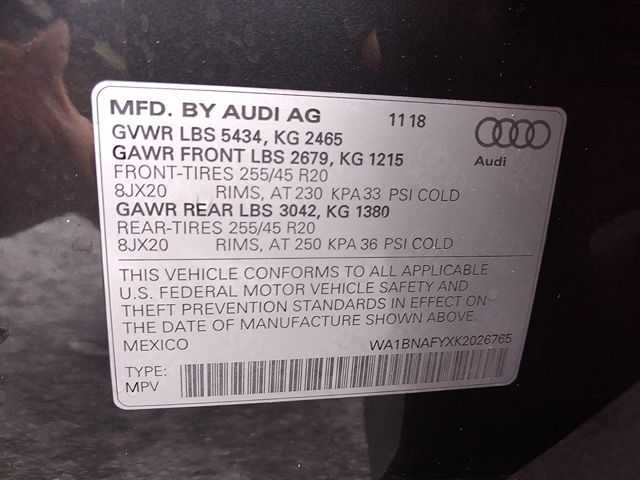 MFD. BY AUDI AG 11 18
GVWR LBS 5434, KG 2465
GAWR FRONT LBS 2679, KG 1215
FRONT-TIRES 255/45 R20
8JX20 RIMS, AT 230 KPA 33 PSI COLD
GAWR REAR LBS 3042, KG 1380
REAR-TIRES 255/45 R20
8JX20 RIMS, AT 250 KPA 36 PSI COLD
Audi
THIS VEHICLE CONFORMS TO ALL APPLICABLE
U.S. FEDERAL MOTOR VEHICLE SAFETY AND
THEFT PREVENTION STANDARDS IN EFFECT ON
THE DATE OF MANUFACTURE SHOWN ABOVE.
MEXICO WA1BNAFYXK2026765
TYPE:
MPV